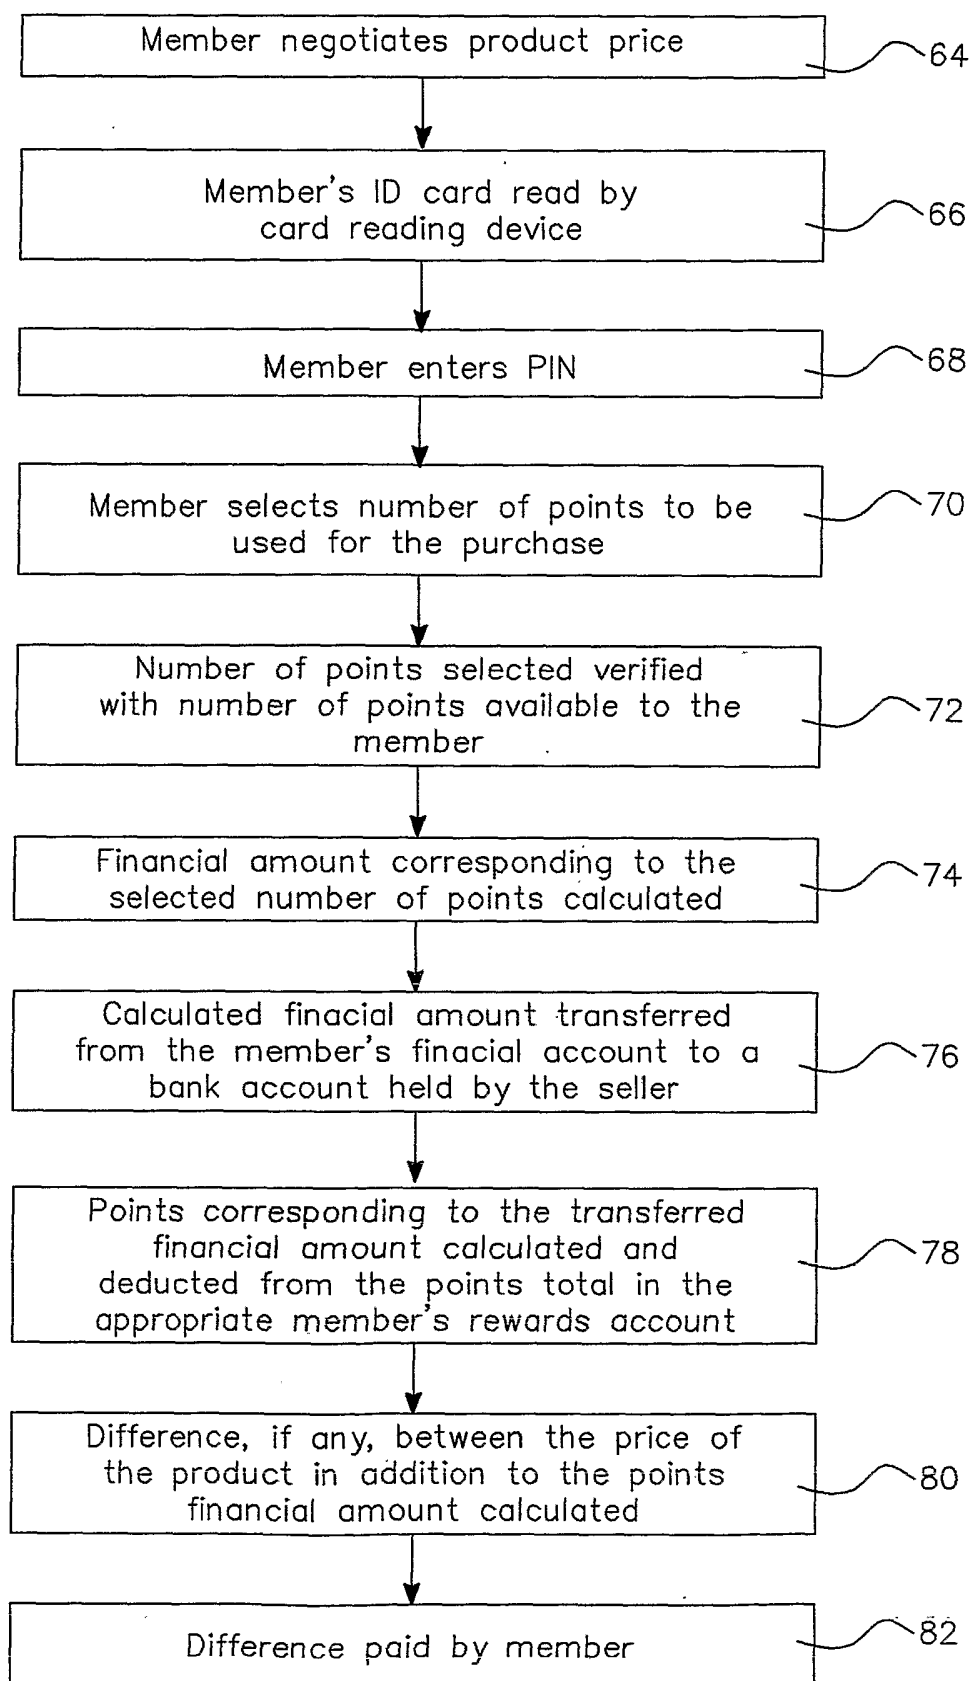 Member negotiates product price
64
Member's ID card read by
card reading device
66
Member enters PIN
68
Member selects number of points to be
used for the purchase
70
Number of points selected verified
with number of points available to the
member
72
Financial amount corresponding to the
selected number of points calculated
74
Calculated finacial amount transferred
from the member's finacial account to a
bank account held by the seller
76
Points corresponding to the transferred
financial amount calculated and
deducted from the points total in the
appropriate member's rewards account
78
Difference, if any, between the price of
the product in addition to the points
financial amount calculated
80
Difference paid by member
82